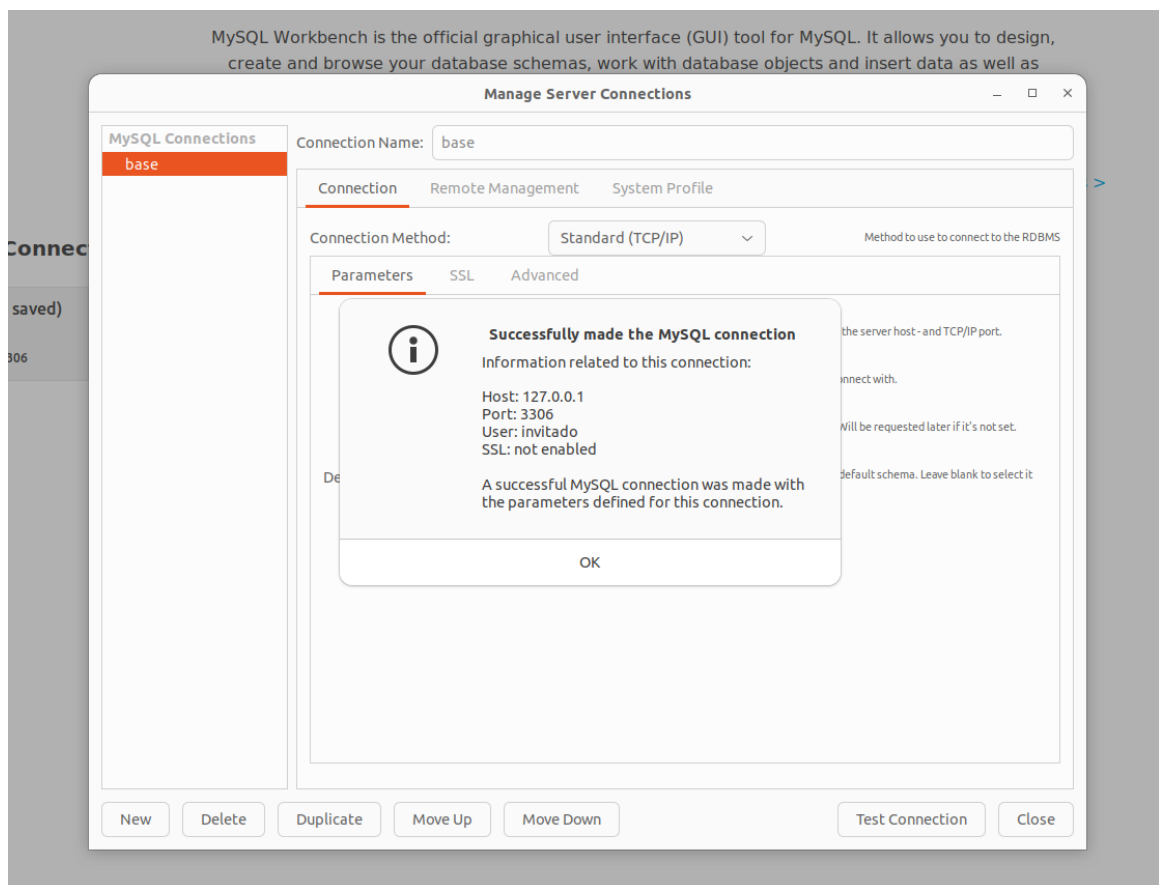 MySQL Workbench is the official graphical user interface (GUI) tool for MySQL. It allows you to design,
create and browse your database schemas, work with database objects and insert data as well as
Manage Server Connections
MySQL Connections
base
Connection Name: base
>
Connection Remote Management System Profile
Connection Method: Standard (TCP/IP) Method to use to connect to the RDBMS
Parameters SSL Advanced
saved)
306
Successfully made the MySQL connection
Information related to this connection:
Host: 127.0.0.1
Port: 3306
User: invitado
SSL: not enabled
A successful MySQL connection was made with
the parameters defined for this connection.
OK
the server host - and TCP/IP port.
connect with.
Will be requested later if it's not set.
default schema. Leave blank to select it
New Delete Duplicate Move Up Move Down Test Connection Close